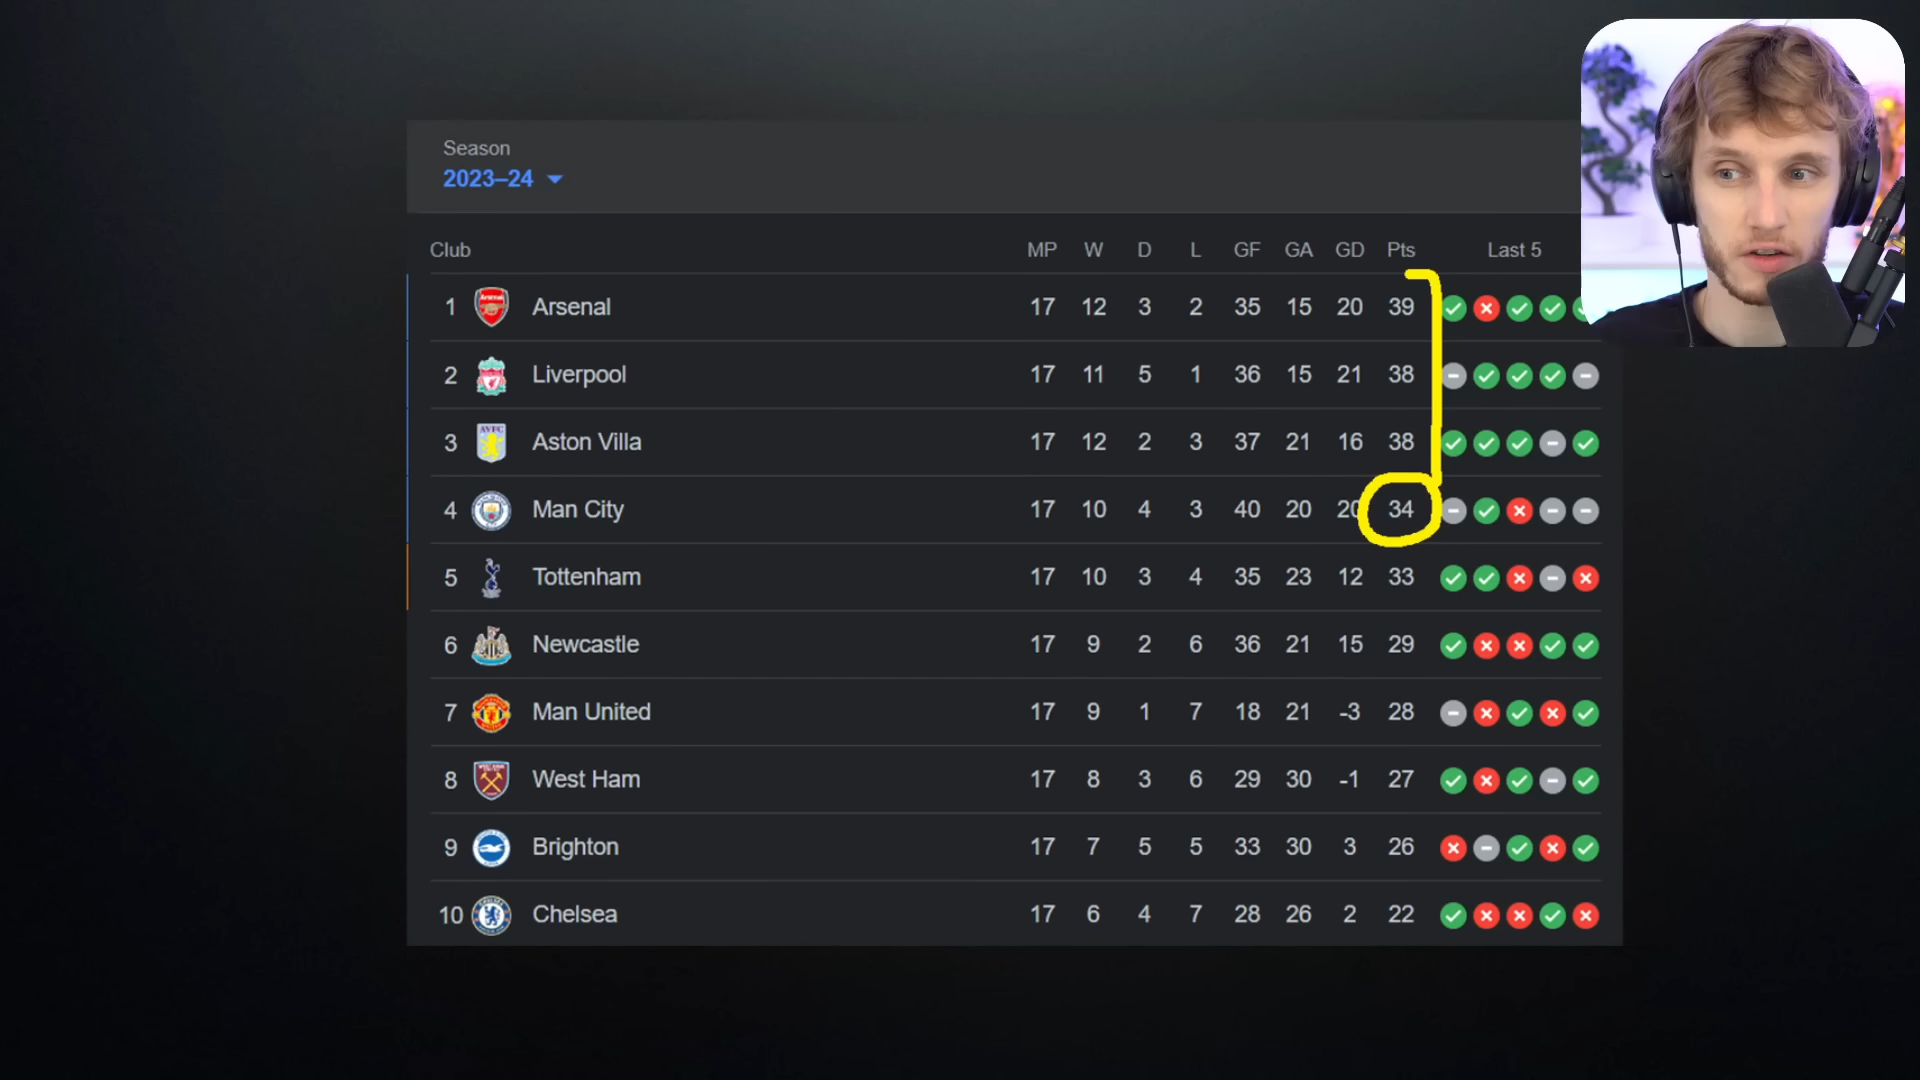 Season
2023–24
Club MP W D L GF GA GD Pts Last 5
1 Arsenal 17 12 3 2 35 15 20 39
2 Liverpool 17 11 5 1 36 15 21 38
3 AVFC Aston Villa 17 12 2 3 37 21 16 38
4 Man City 17 10 4 3 40 20 20 34
5 Tottenham 17 10 3 4 35 23 12 33
6 Newcastle 17 9 2 6 36 21 15 29
7 Man United 17 9 1 7 18 21 -3 28
8 West Ham 17 8 3 6 29 30 -1 27
9 Brighton 17 7 5 5 33 30 3 26
10 Chelsea 17 6 4 7 28 26 2 22